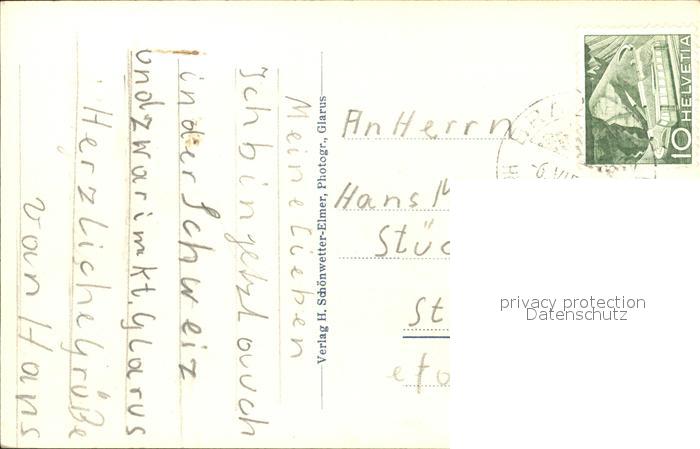 Meine Lieben
Ich bin jetzt auch
in der Schweiz
und zwar im Kt. Glarus
Herzliche Grüße
von Hans
Verlag H. Schönwetter-Elmer, Photogr., Glarus
An Herrn
Hans
HELVETIA
10
privacy protection
Datenschutz